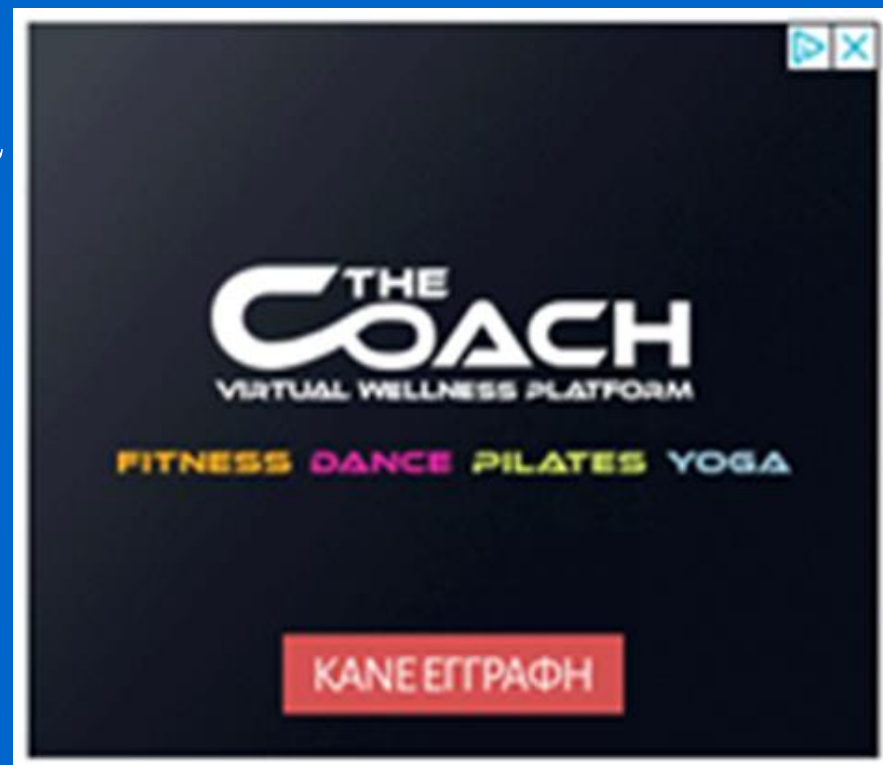 THE
COACH
VIRTUAL WELLNESS PLATFORM
FITNESS DANCE PILATES YOGA
ΚΑΝΕ ΕΓΓΡΑΦΗ